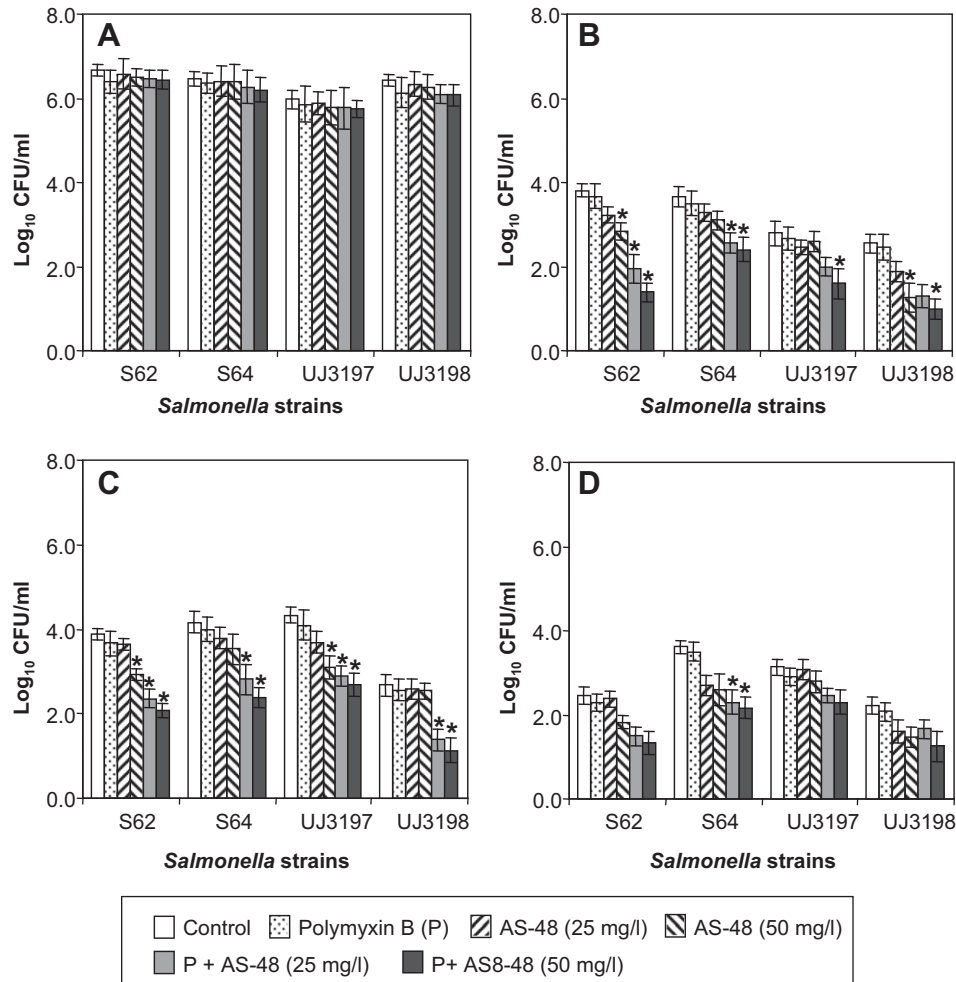 A
8.0
6.0
4.0
2.0
0.0
Log10 CFU/ml
S62 S64 UJ3197 UJ3198
Salmonella strains
B
8.0
6.0
4.0
2.0
0.0
Log10 CFU/ml
* * * * * * * *
S62 S64 UJ3197 UJ3198
Salmonella strains
C
8.0
6.0
4.0
2.0
0.0
Log10 CFU/ml
* * * * * * * * * *
S62 S64 UJ3197 UJ3198
Salmonella strains
D
8.0
6.0
4.0
2.0
0.0
Log10 CFU/ml
* *
S62 S64 UJ3197 UJ3198
Salmonella strains
Control Polymyxin B (P) AS-48 (25 mg/l) AS-48 (50 mg/l)
P + AS-48 (25 mg/l) P+ AS8-48 (50 mg/l)